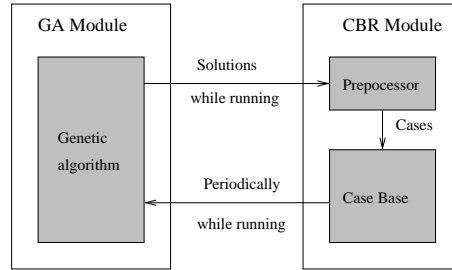 GA Module
CBR Module
Solutions
while running
Prepocessor
Cases
Genetic
algorithm
Periodically
while running
Case Base